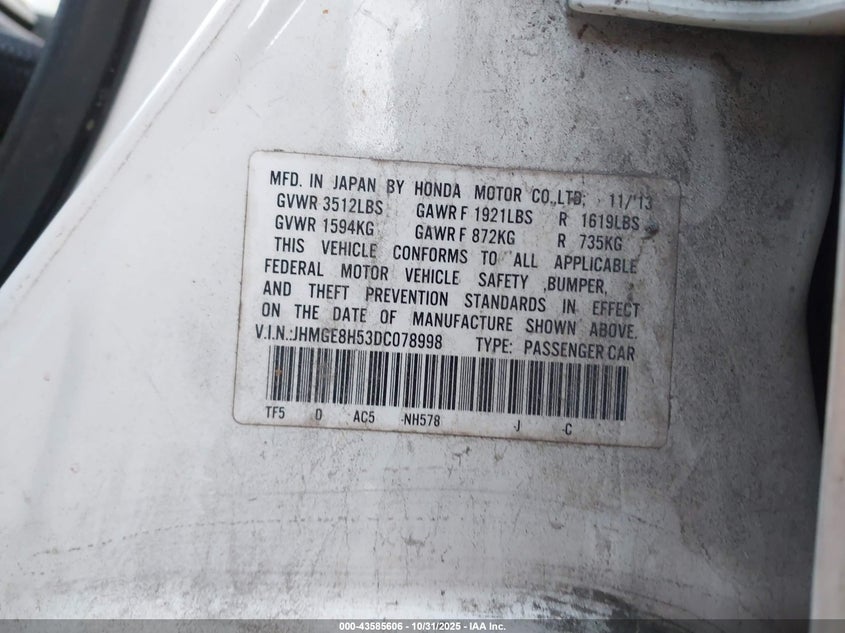 MFD. IN JAPAN BY HONDA MOTOR CO.,LTD; 11/'13
GVWR 3512LBS GAWR F 1921LBS R 1619LBS
GVWR 1594KG GAWR F 872KG R 735KG
THIS VEHICLE CONFORMS TO ALL APPLICABLE
FEDERAL MOTOR VEHICLE SAFETY ,BUMPER,
AND THEFT PREVENTION STANDARDS IN EFFECT
ON THE DATE OF MANUFACTURE SHOWN ABOVE.
V.I.N.:JHMGE8H53DC078998 TYPE: PASSENGER CAR
TF5 D AC5 -NH578 -J -C
000-43585606 - 10/31/2025 - IAA Inc.